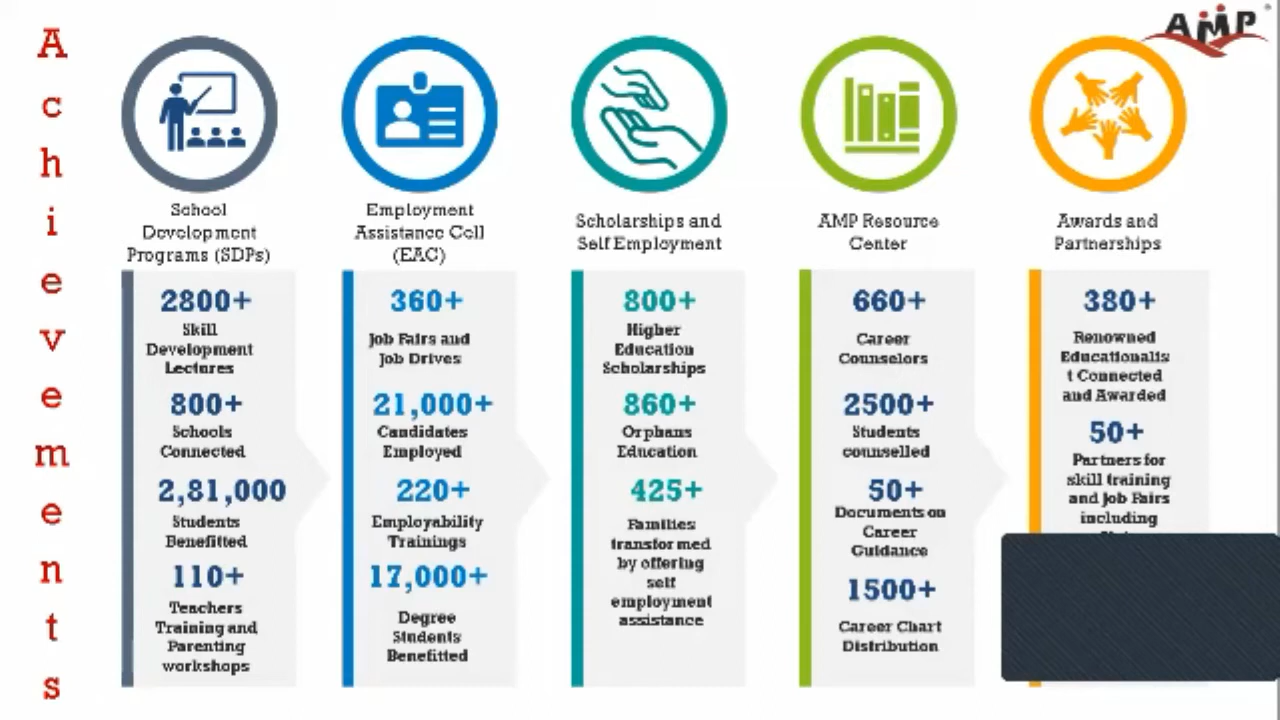 Achievements
AMP
School
Development
Programs (SDPs)
2800+
Skill
Development
Lectures
800+
Schools
Connected
2,81,000
Students
Benefitted
110+
Teachers
Training and
Parenting
workshops
Employment
Assistance Cell
(EAC)
360+
Job Fairs and
Job Drives
21,000+
Candidates
Employed
220+
Employability
Trainings
17,000+
Degree
Students
Benefitted
Scholarships and
Self Employment
800+
Higher
Education
Scholarships
860+
Orphans
Education
425+
Families
transformed
by offering
self
employment
assistance
AMP Resource
Center
660+
Career
Counselors
2500+
Students
counselled
50+
Documents on
Career
Guidance
1500+
Career Chart
Distribution
Awards and
Partnerships
380+
Renowned
Educationalis
t Connected
and Awarded
50+
Partners for
skill training
and Job Fairs
including